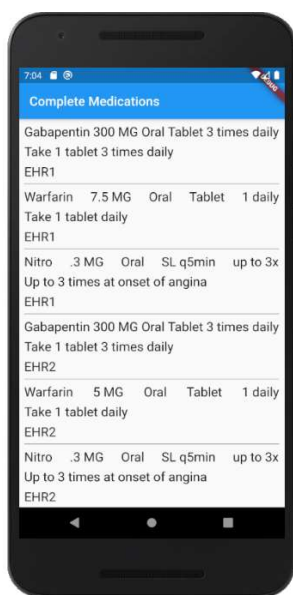 7:04
DEBUG
Complete Medications
Gabapentin 300 MG Oral Tablet 3 times daily
Take 1 tablet 3 times daily
EHR1
Warfarin 7.5 MG Oral Tablet 1 daily
Take 1 tablet daily
EHR1
Nitro .3 MG Oral SL q5min up to 3x
Up to 3 times at onset of angina
EHR1
Gabapentin 300 MG Oral Tablet 3 times daily
Take 1 tablet 3 times daily
EHR2
Warfarin 5 MG Oral Tablet 1 daily
Take 1 tablet daily
EHR2
Nitro .3 MG Oral SL q5min up to 3x
Up to 3 times at onset of angina
EHR2